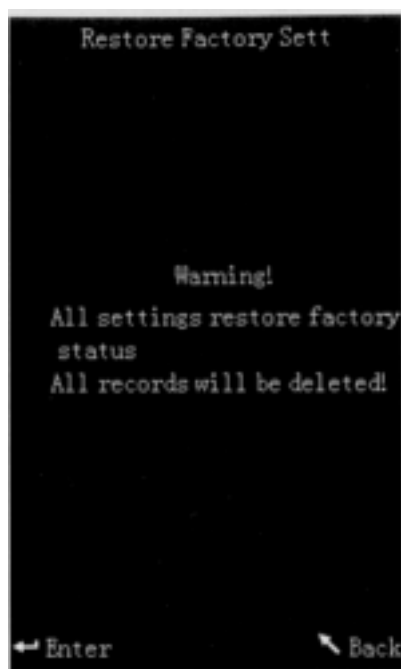 Restore Factory Sett
Warning!
All settings restore factory
status
All records will be deleted!
Enter
Back